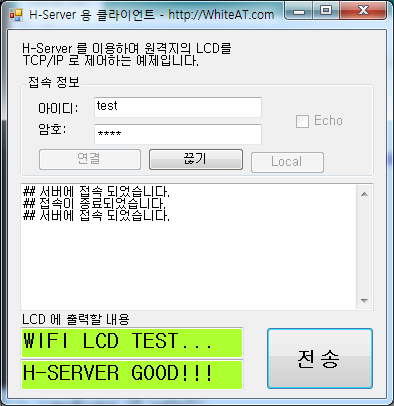 H-Server 용 클라이언트 - http://WhiteAT.com
H-Server 를 이용하여 원격지의 LCD를
TCP/IP 로 제어하는 예제입니다.
접속 정보
아이디:
test
Echo
암호:
****
연결
끊기
Local
## 서버에 접속 되었습니다.
## 접속이 종료되었습니다.
## 서버에 접속 되었습니다.
LCD 에 출력할 내용
WIFI LCD TEST...
H-SERVER GOOD!!!
전 송